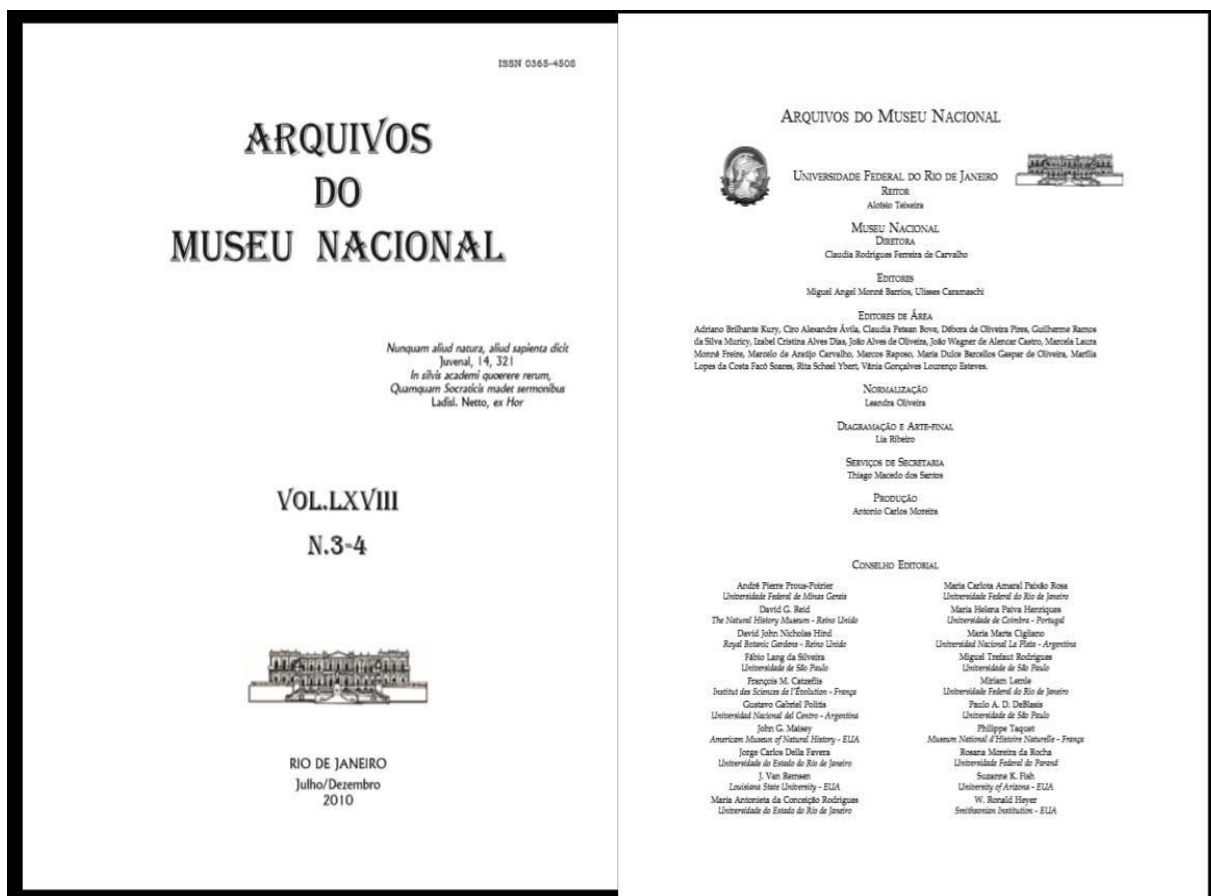 ISSN 0365-4508
ARQUIVOS
DO
MUSEU NACIONAL
Nunquam aliud natura, aliud sapienta dicit
Juvenal, 14, 321
In silvis academi quoerere rerum,
Quamquam Socraticis madet sermonibus
Ladisl. Netto, ex Hor
VOL.LXVIII
N.3-4
RIO DE JANEIRO
Julho/Dezembro
2010
ARQUIVOS DO MUSEU NACIONAL
UNIVERSIDADE FEDERAL DO RIO DE JANEIRO
REITOR
Aloisio Teixeira
MUSEU NACIONAL
DIRETORA
Claudia Rodrigues Ferreira de Carvalho
EDITORES
Miguel Angel Monné Barrios, Ulisses Caramaschi
EDITORES DE ÁREA
Adriano Brilhante Kury, Ciro Alexandre Ávila, Claudia Petean Bove, Débora de Oliveira Pires, Guilherme Ramos
da Silva Muricy, Izabel Cristina Alves Dias, João Alves de Oliveira, João Wagner de Alencar Castro, Marcela Laura
Monné Freire, Marcelo de Araújo Carvalho, Marcos Raposo, Maria Dulce Barcellos Gaspar de Oliveira, Marília
Lopes da Costa Facó Soares, Rita Scheel Ybert, Vânia Gonçalves Lourenço Esteves.
NORMALIZAÇÃO
Leandra Oliveira
DIAGRAMAÇÃO E ARTE-FINAL
Lia Ribeiro
SERVIÇOS DE SECRETARIA
Thiago Macedo dos Santos
PRODUÇÃO
Antonio Carlos Moreira
CONSELHO EDITORIAL
André Pierre Prous-Poirier
Universidade Federal de Minas Gerais
David G. Reid
The Natural History Museum - Reino Unido
David John Nicholas Hind
Royal Botanic Gardens - Reino Unido
Fábio Lang da Silveira
Universidade de São Paulo
François M. Catzeflis
Institut des Sciences de l'Évolution - França
Gustavo Gabriel Politis
Universidad Nacional del Centro - Argentina
John G. Maisey
American Museun of Natural History - EUA
Jorge Carlos Della Favera
Universidade do Estado do Rio de Janeiro
J. Van Remsen
Louisiana State University - EUA
Maria Antonieta da Conceição Rodrigues
Universidade do Estado do Rio de Janeiro
Maria Carlota Amaral Paixão Rosa
Universidade Federal do Rio de Janeiro
Maria Helena Paiva Henriques
Universidade de Coimbra - Portugal
Maria Marta Cigliano
Universidad Nacional La Plata - Argentina
Miguel Trefaut Rodrigues
Universidade de São Paulo
Miriam Lemle
Universidade Federal do Rio de Janeiro
Paulo A. D. DeBlasis
Universidade de São Paulo
Philippe Taquet
Museum National d'Histoire Naturelle - França
Rosana Moreira da Rocha
Universidade Federal do Paraná
Suzanne K. Fish
University of Arizona - EUA
W. Ronald Heyer
Smithsonian Institution - EUA